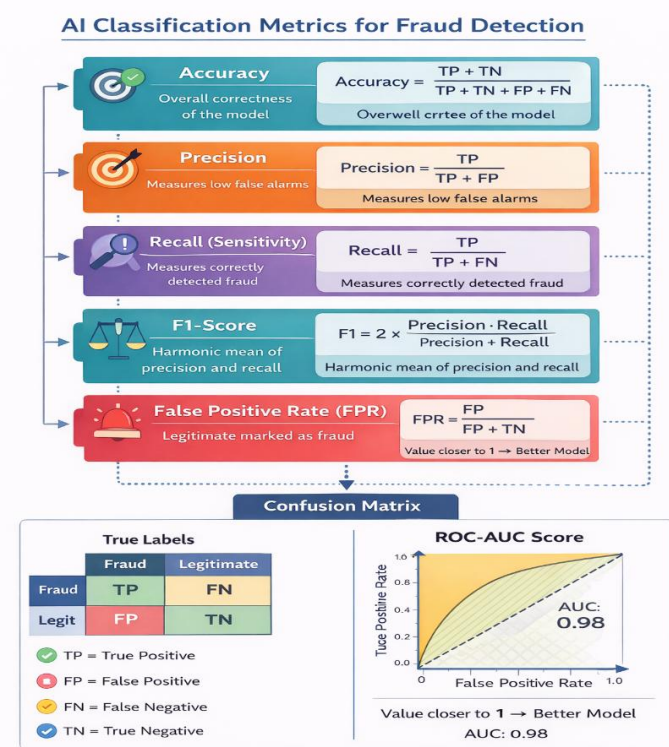 AI Classification Metrics for Fraud Detection
Accuracy
Overall correctness
of the model
Accuracy = TP + TN / TP + TN + FP + FN
Overwell crrtee of the model
Precision
Measures low false alarms
Precision = TP / TP + FP
Measures low false alarms
Recall (Sensitivity)
Measures correctly
detected fraud
Recall = TP / TP + FN
Measures correctly detected fraud
F1-Score
Harmonic mean of
precision and recall
F1 = 2 × Precision · Recall / Precision + Recall
Harmonic mean of precision and recall
False Positive Rate (FPR)
Legitimate marked as fraud
FPR = FP / FP + TN
Value closer to 1 → Better Model
Confusion Matrix
True Labels
Fraud Legitimate
Fraud TP FN
Legit FP TN
TP = True Positive
FP = False Positive
FN = False Negative
TN = True Negative
ROC-AUC Score
Tuce Postihve Rate
1.0
0.8
0.4
0.2
0.0
AUC:
0.98
0 False Positive Rate 1.0
Value closer to 1 → Better Model
AUC: 0.98